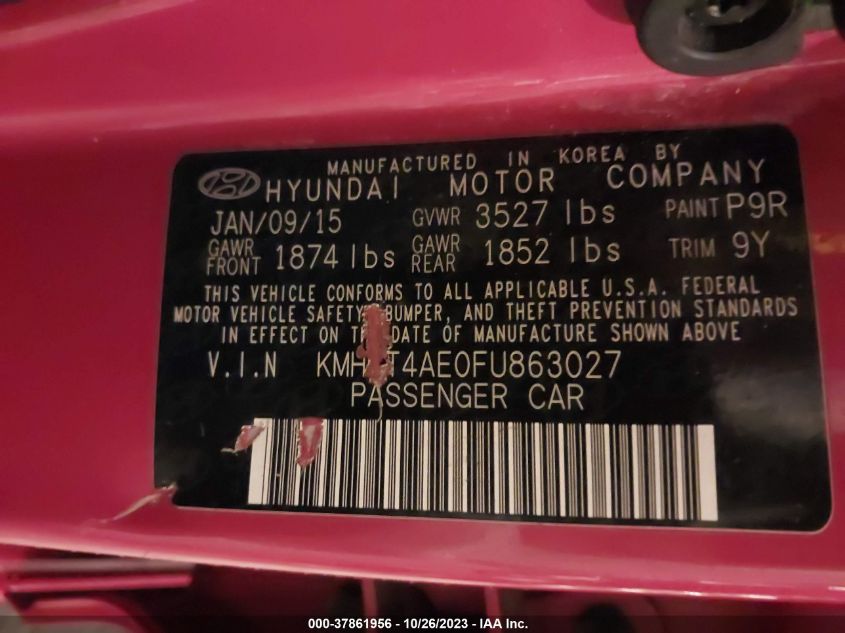 MANUFACTURED IN KOREA BY
HYUNDAI MOTOR COMPANY
JAN/09/15 GVWR 3527 lbs PAINT P9R
GAWR FRONT 1874 lbs GAWR REAR 1852 lbs TRIM 9Y
THIS VEHICLE CONFORMS TO ALL APPLICABLE U.S.A. FEDERAL
MOTOR VEHICLE SAFETY, BUMPER, AND THEFT PREVENTION STANDARDS
IN EFFECT ON THE DATE OF MANUFACTURE SHOWN ABOVE
V.I.N
PASSENGER CAR
000-37861956 - 10/26/2023 - IAA Inc.